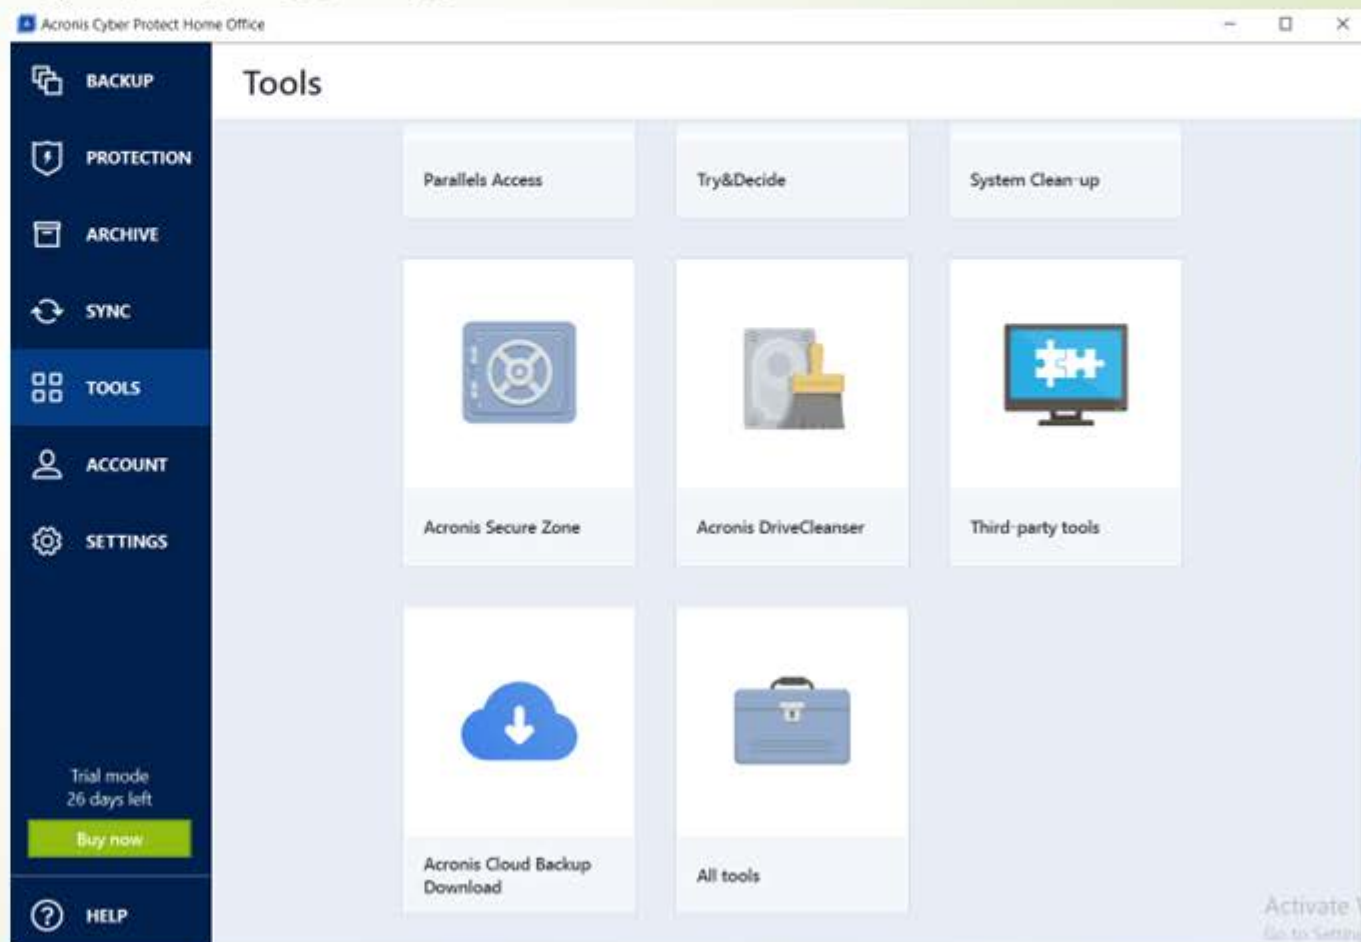 Acronis Cyber Protect Home Office
BACKUP
PROTECTION
ARCHIVE
SYNC
TOOLS
ACCOUNT
SETTINGS
Trial mode
26 days left
Buy now
HELP
Tools
Parallels Access
Try&Decide
System Clean-up
Acronis Secure Zone
Acronis DriveCleanser
Third-party tools
Acronis Cloud Backup
Download
All tools
Activate
Go to